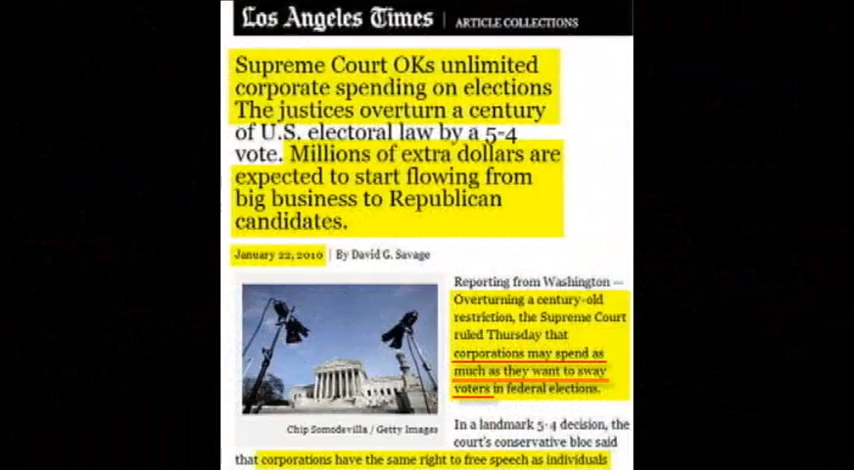 Los Angeles Times | ARTICLE COLLECTIONS
Supreme Court OKs unlimited
corporate spending on elections
The justices overturn a century
of U.S. electoral law by a 5-4
vote. Millions of extra dollars are
expected to start flowing from
big business to Republican
candidates.
January 22, 2010 | By David G. Savage
Reporting from Washington —
Overturning a century-old
restriction, the Supreme Court
ruled Thursday that
corporations may spend as
much as they want to sway
voters in federal elections.
Chip Somodevilla / Getty Images
In a landmark 5-4 decision, the
court's conservative bloc said
that corporations have the same right to free speech as individuals